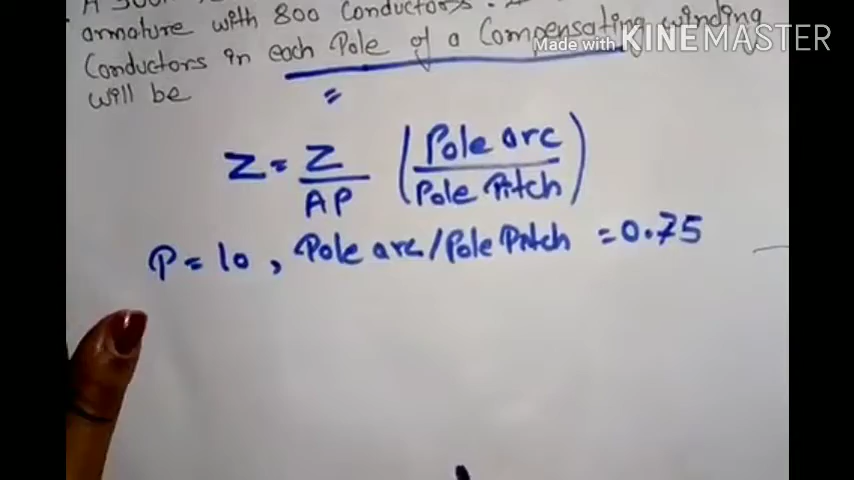 armature with 800 Conductors.
Conductors in each Pole of a Compensating winding
will be
Made with KINEMASTER
Z = Z/AP (Pole arc/Pole Pitch)
P = 10, Pole arc/Pole Pitch = 0.75